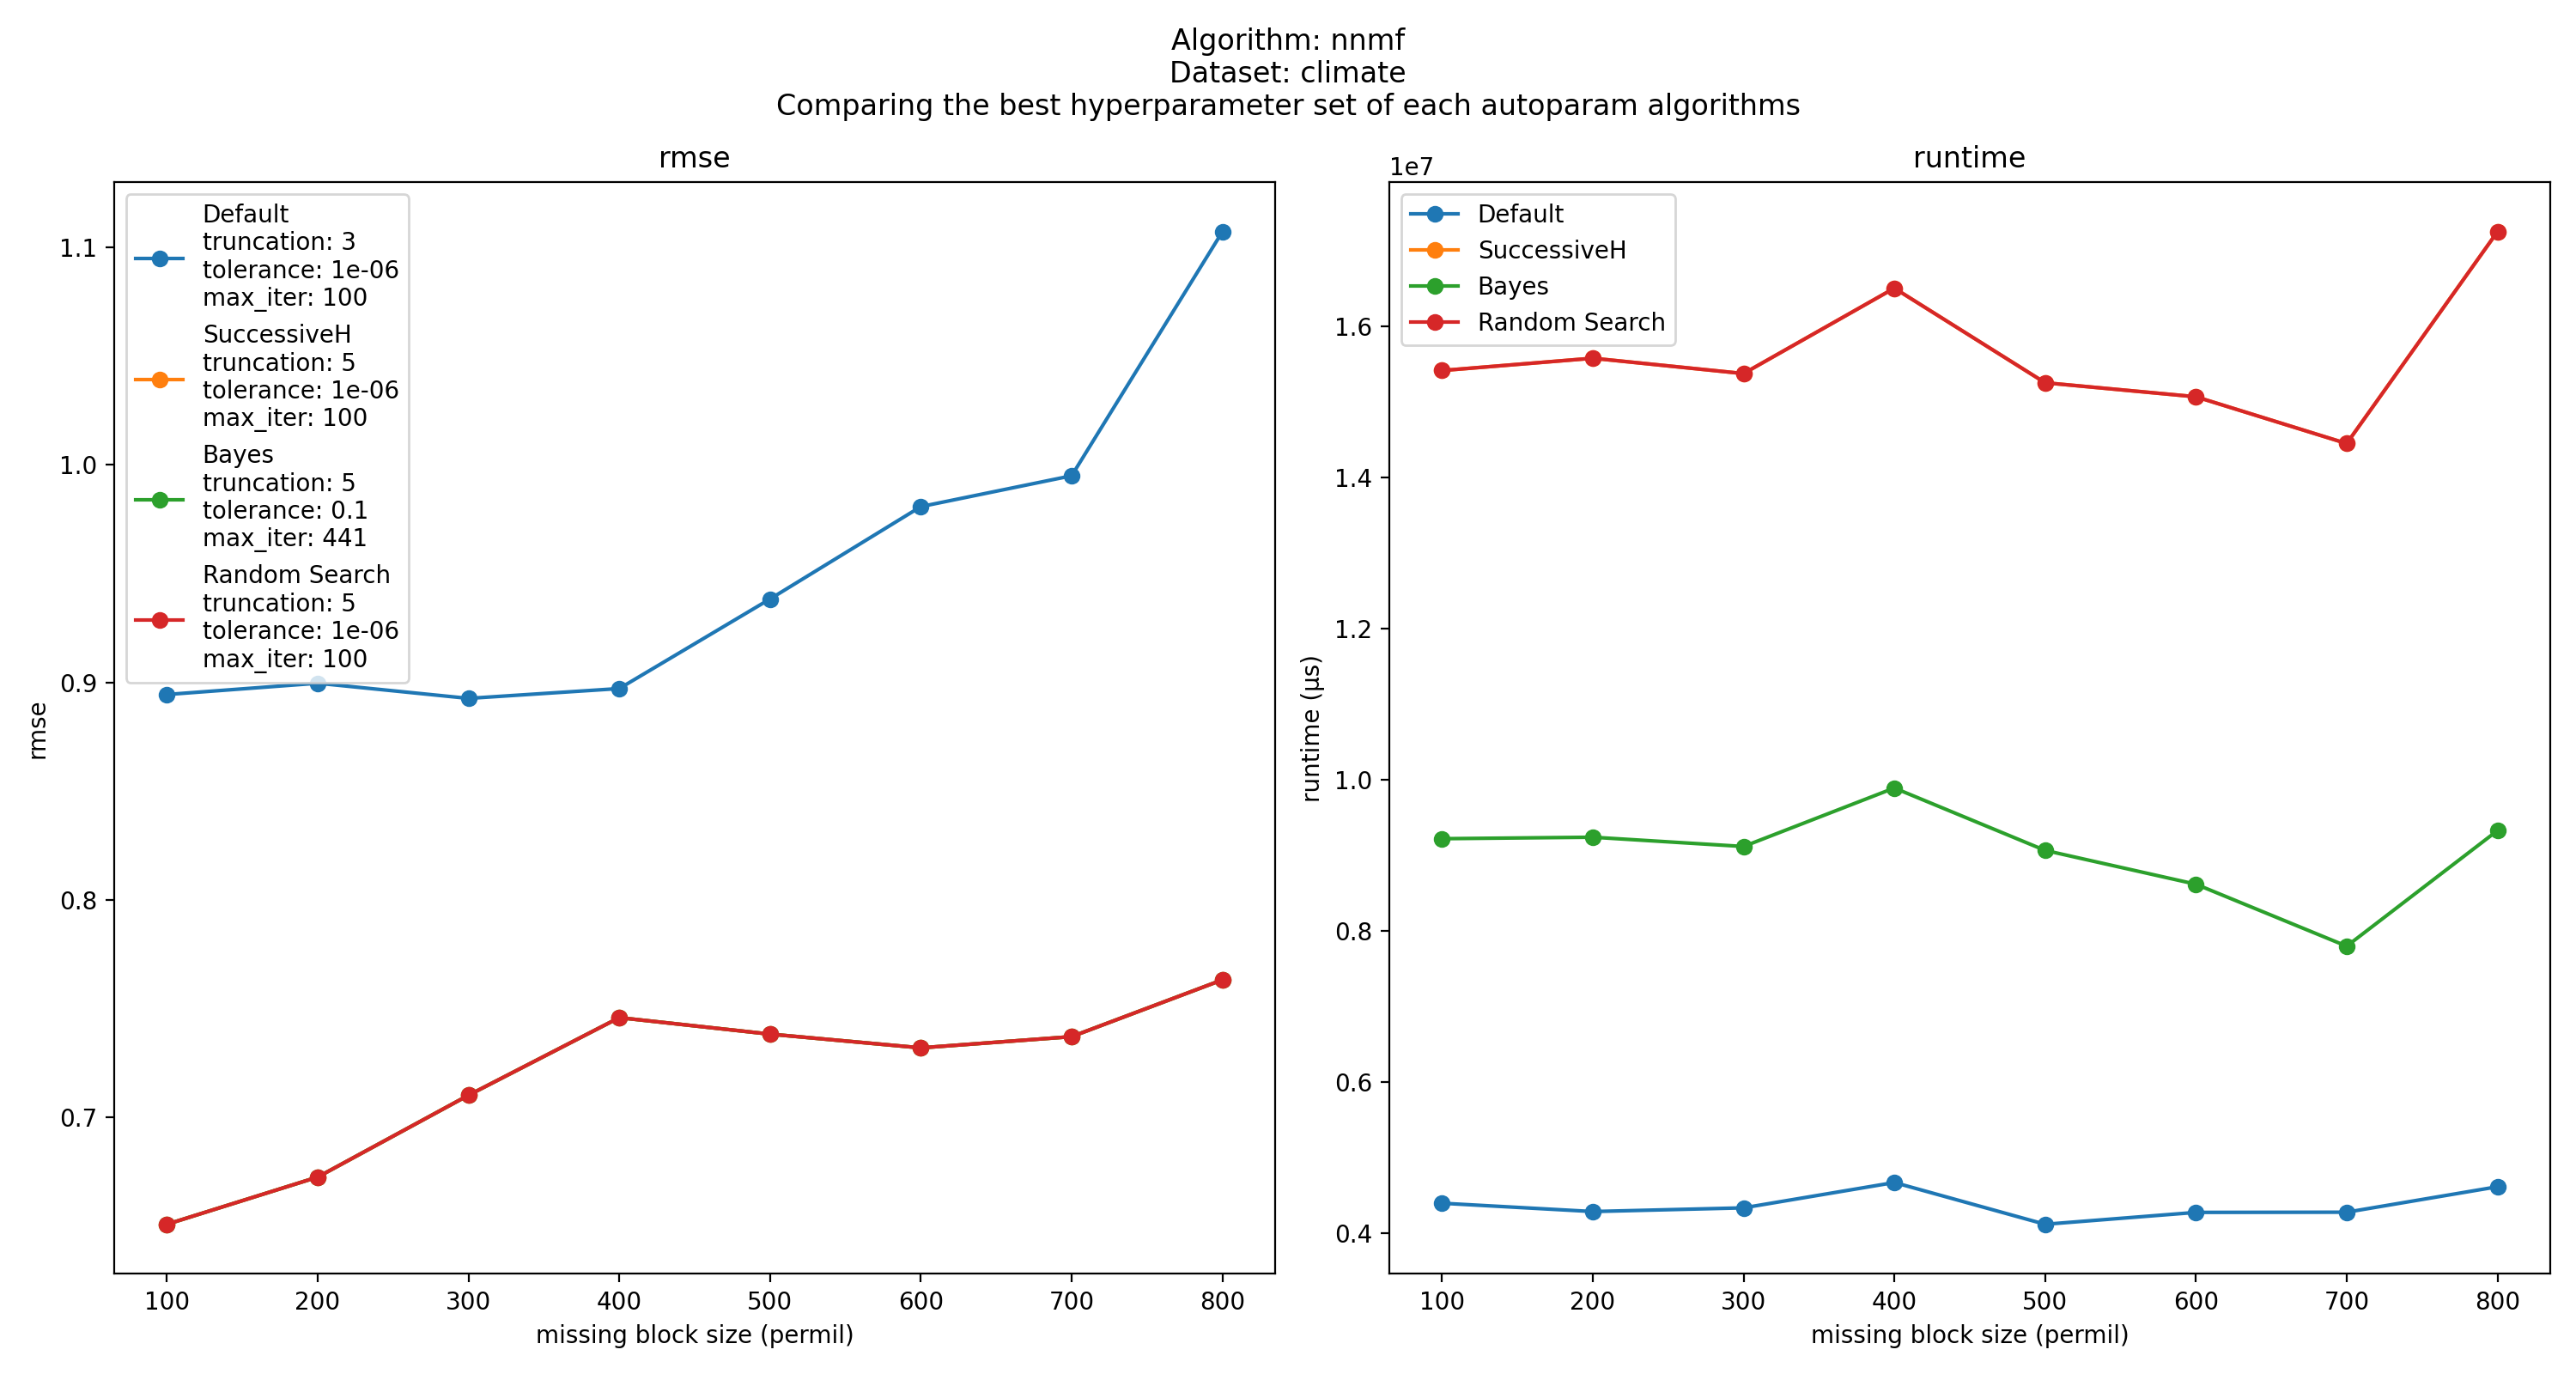 Algorithm: nnmf
Dataset: climate
Comparing the best hyperparameter set of each autoparam algorithms
rmse
Default
truncation: 3
tolerance: 1e-06
max_iter: 100
SuccessiveH
truncation: 5
tolerance: 1e-06
max_iter: 100
Bayes
truncation: 5
tolerance: 0.1
max_iter: 441
Random Search
truncation: 5
tolerance: 1e-06
max_iter: 100
1.1
1.0
0.9
0.8
0.7
rmse
100 200 300 400 500 600 700 800
missing block size (permil)
runtime
1e7
Default
SuccessiveH
Bayes
Random Search
1.6
1.4
1.2
1.0
0.8
0.6
0.4
runtime (µs)
100 200 300 400 500 600 700 800
missing block size (permil)